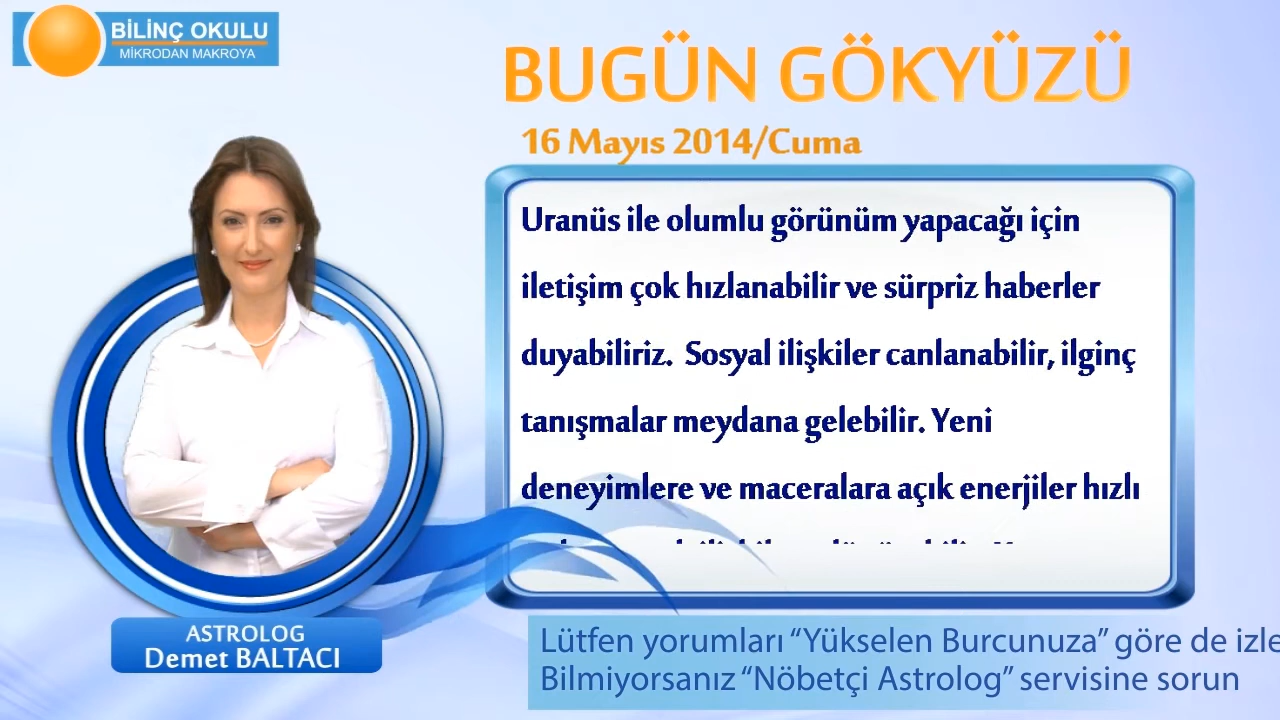 BİLİNÇ OKULU
MİKRODAN MAKROYA
BUGÜN GÖKYÜZÜ
16 Mayıs 2014/Cuma
Uranüs ile olumlu görünüm yapacağı için
iletişim çok hızlanabilir ve sürpriz haberler
duyabiliriz. Sosyal ilişkiler canlanabilir, ilginç
tanışmalar meydana gelebilir. Yeni
deneyimlere ve maceralara açık enerjiler hızlı
ASTROLOG
Demet BALTACI
Lütfen yorumları “Yükselen Burcunuza” göre de izle
Bilmiyorsanız “Nöbetçi Astrolog” servisine sorun